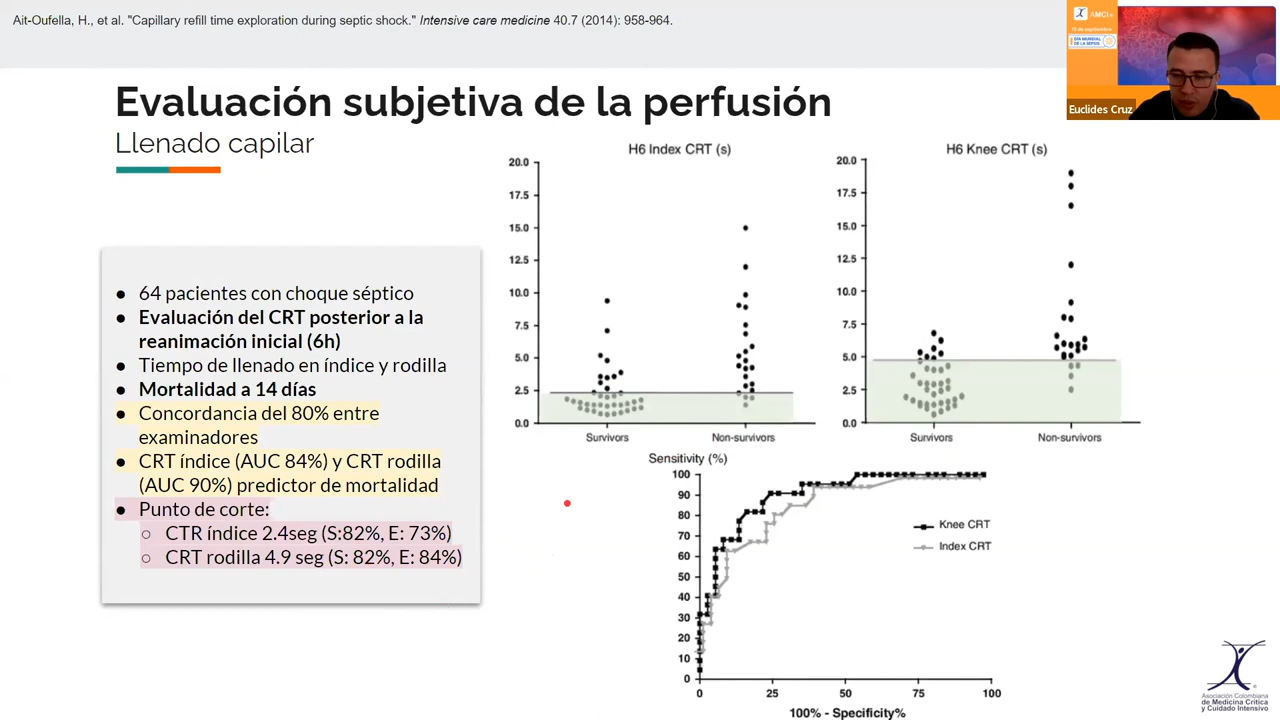 Ait-Oufella, H., et al. "Capillary refill time exploration during septic shock." Intensive care medicine 40.7 (2014): 958-964.
AMCI
DÍA MUNDIAL
DE LA SEPSIS
Euclides Cruz
Evaluación subjetiva de la perfusión
Llenado capilar
● 64 pacientes con choque séptico
● Evaluación del CRT posterior a la
reanimación inicial (6h)
● Tiempo de llenado en índice y rodilla
● Mortalidad a 14 días
● Concordancia del 80% entre
examinadores
● CRT índice (AUC 84%) y CRT rodilla
(AUC 90%) predictor de mortalidad
● Punto de corte:
○ CTR índice 2.4seg (S:82%, E: 73%)
○ CRT rodilla 4.9 seg (S: 82%, E: 84%)
H6 Index CRT (s)
20.0
17.5
15.0
12.5
10.0
7.5
5.0
2.5
0.0
Survivors Non-survivors
H6 Knee CRT (s)
20.0
17.5
15.0
12.5
10.0
7.5
5.0
2.5
0.0
Survivors Non-survivors
Sensitivity (%)
100
90
80
70
60
50
40
30
20
10
0
0 25 50 75 100
100% - Specificity%
Knee CRT
Index CRT
Asociación Colombiana
de Medicina Crítica
y Cuidado Intensivo